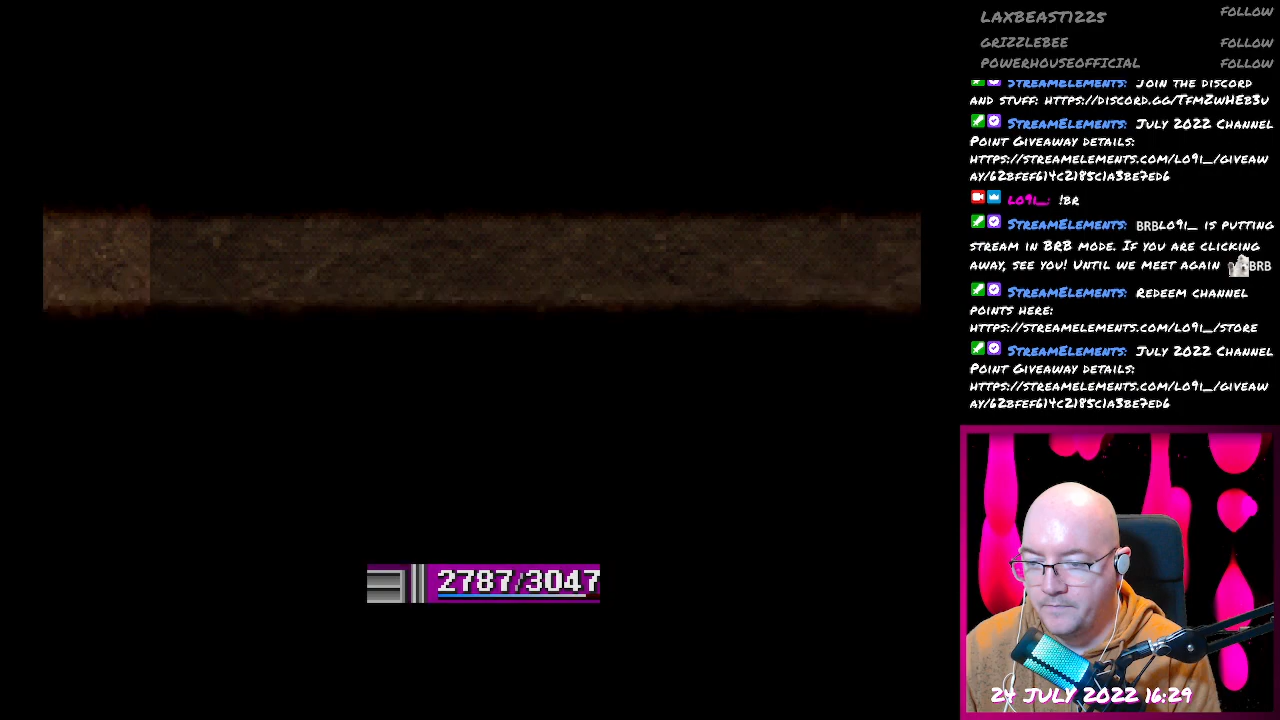 LAXBEAST1225 FOLLOW
GRIZZLEBEE FOLLOW
POWERHOUSEOFFICIAL FOLLOW
STREAMELEMENTS: JOIN THE DISCORD
AND STUFF: HTTPS://DISCORD.GG/TFMZWHEB3U
STREAMELEMENTS: JULY 2022 CHANNEL
POINT GIVEAWAY DETAILS:
HTTPS://STREAMELEMENTS.COM/LO9I_/GIVEAW
AY/62BFEF614C2185C1A3BE7ED6
LO9I_: !BR
STREAMELEMENTS: BRBLO9I_ IS PUTTING
STREAM IN BRB MODE. IF YOU ARE CLICKING
AWAY, SEE YOU! UNTIL WE MEET AGAIN BRB
STREAMELEMENTS: REDEEM CHANNEL
POINTS HERE:
HTTPS://STREAMELEMENTS.COM/LO9I_/STORE
STREAMELEMENTS: JULY 2022 CHANNEL
POINT GIVEAWAY DETAILS:
HTTPS://STREAMELEMENTS.COM/LO9I_/GIVEAW
AY/62BFEF614C2185C1A3BE7ED6
2787/3047
24 JULY 2022 16:29